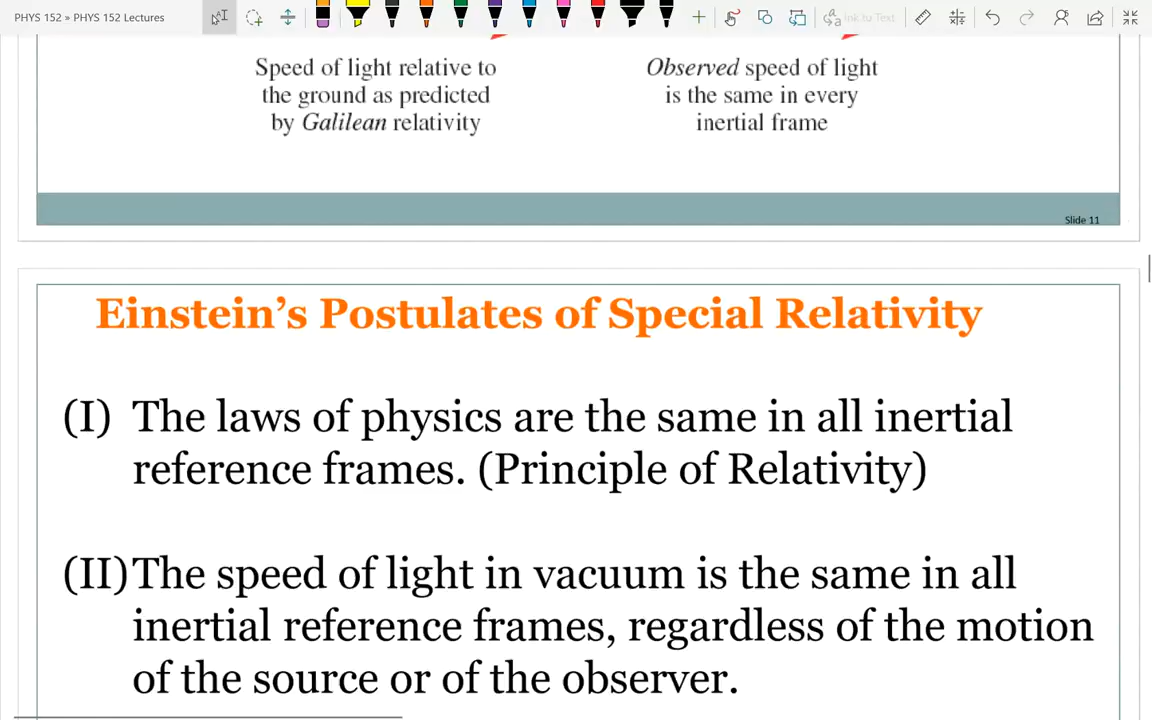 PHYS 152 » PHYS 152 Lectures
Ink to Text
Speed of light relative to
the ground as predicted
by Galilean relativity
Observed speed of light
is the same in every
inertial frame
Slide 11
Einstein’s Postulates of Special Relativity
(I) The laws of physics are the same in all inertial
reference frames. (Principle of Relativity)
(II) The speed of light in vacuum is the same in all
inertial reference frames, regardless of the motion
of the source or of the observer.